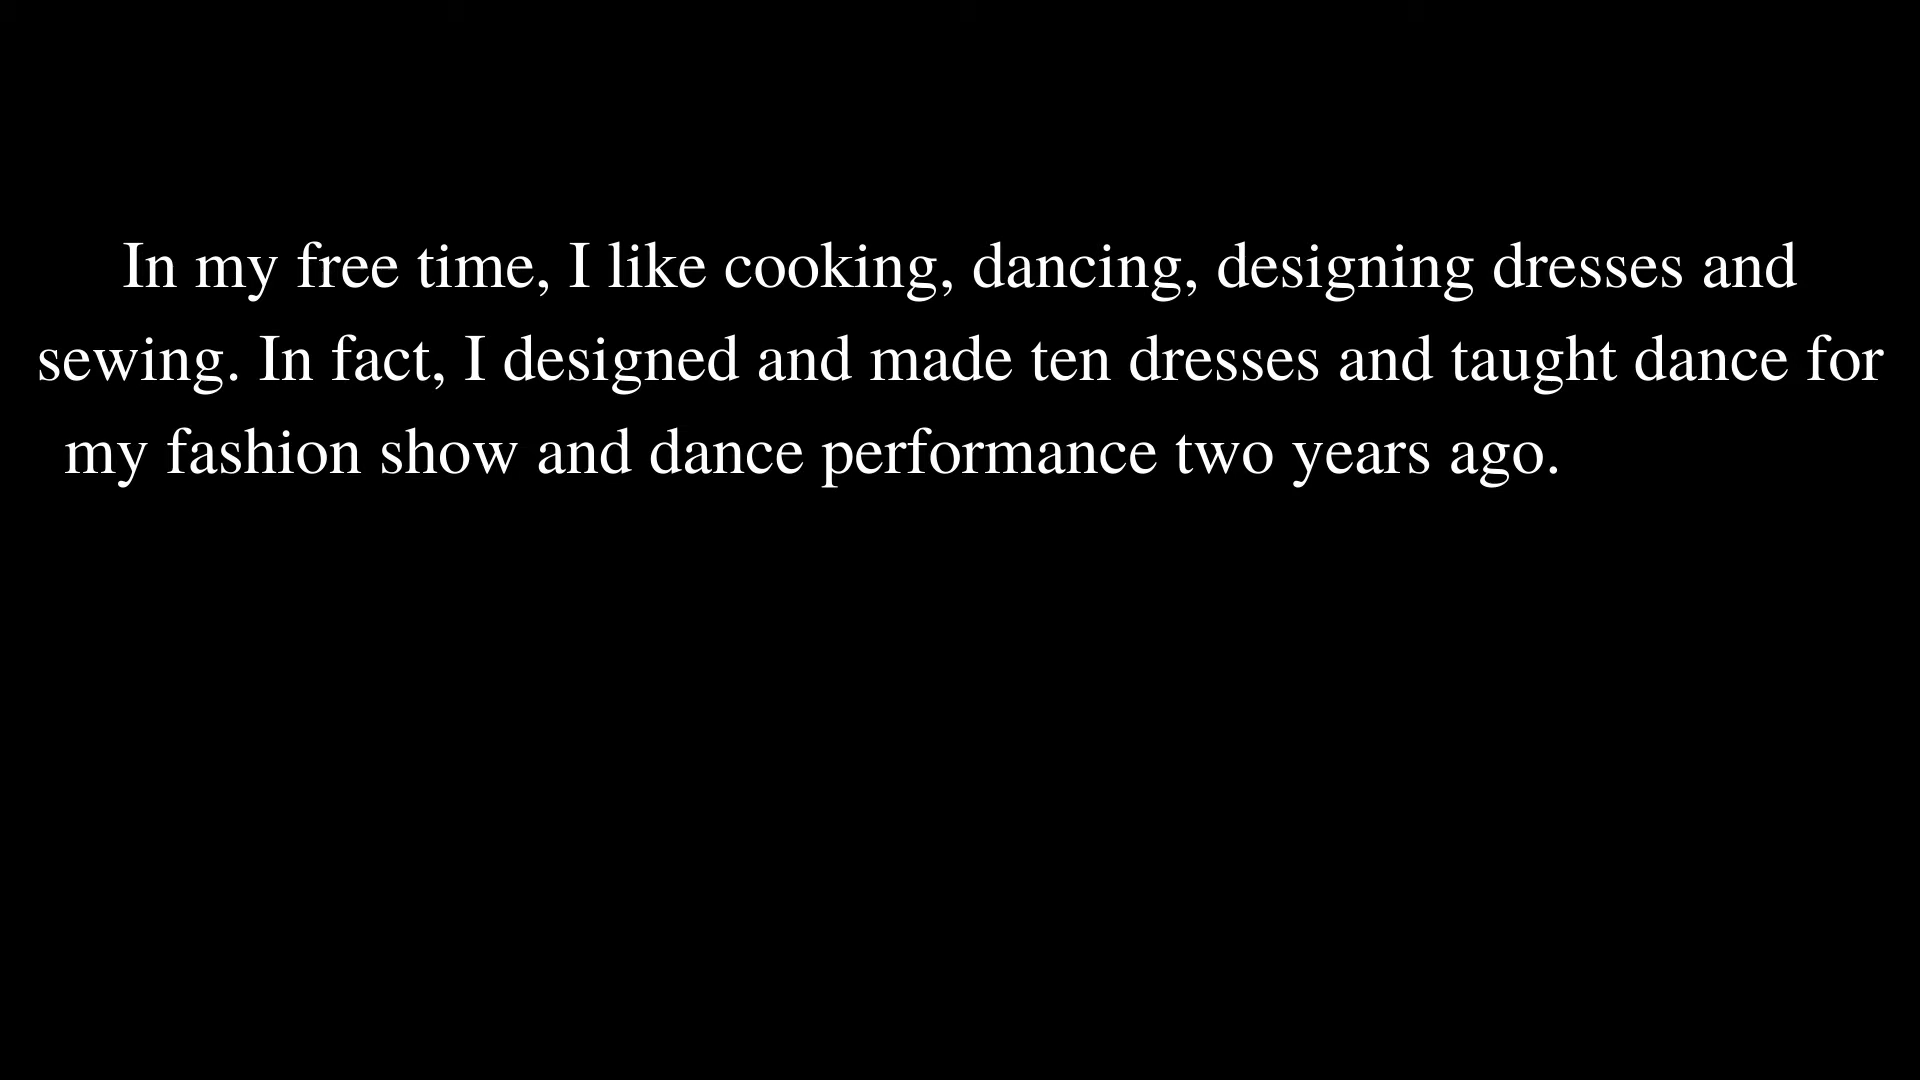 In my free time, I like cooking, dancing, designing dresses and
sewing. In fact, I designed and made ten dresses and taught dance for
my fashion show and dance performance two years ago.